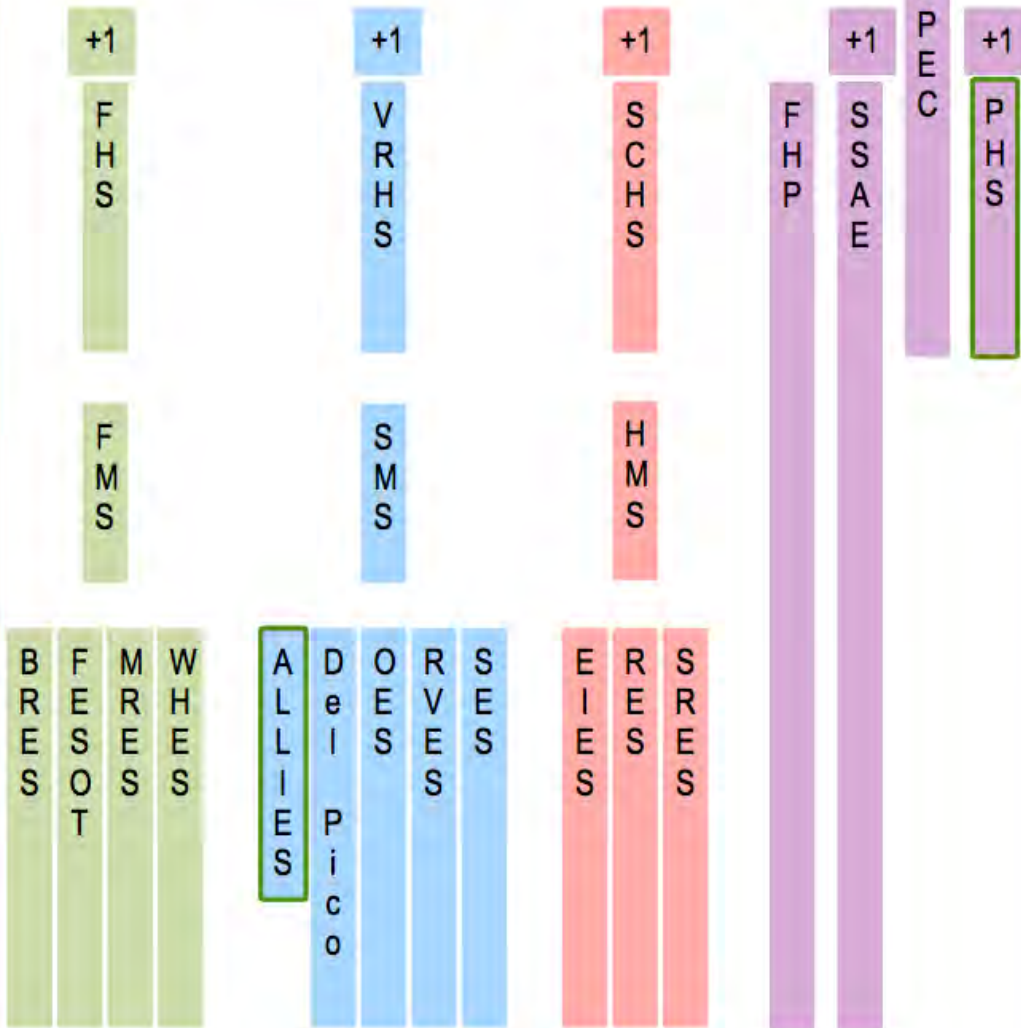 +1
+1
+1
+1
PEC
+1
FHS
VRHS
SCHS
FHP
SSAE
PHS
FMS
SMS
HMS
BRES
FESOT
MRES
WHES
ALLIES
Del Pico
OES
RVES
SES
EIES
RES
SRES